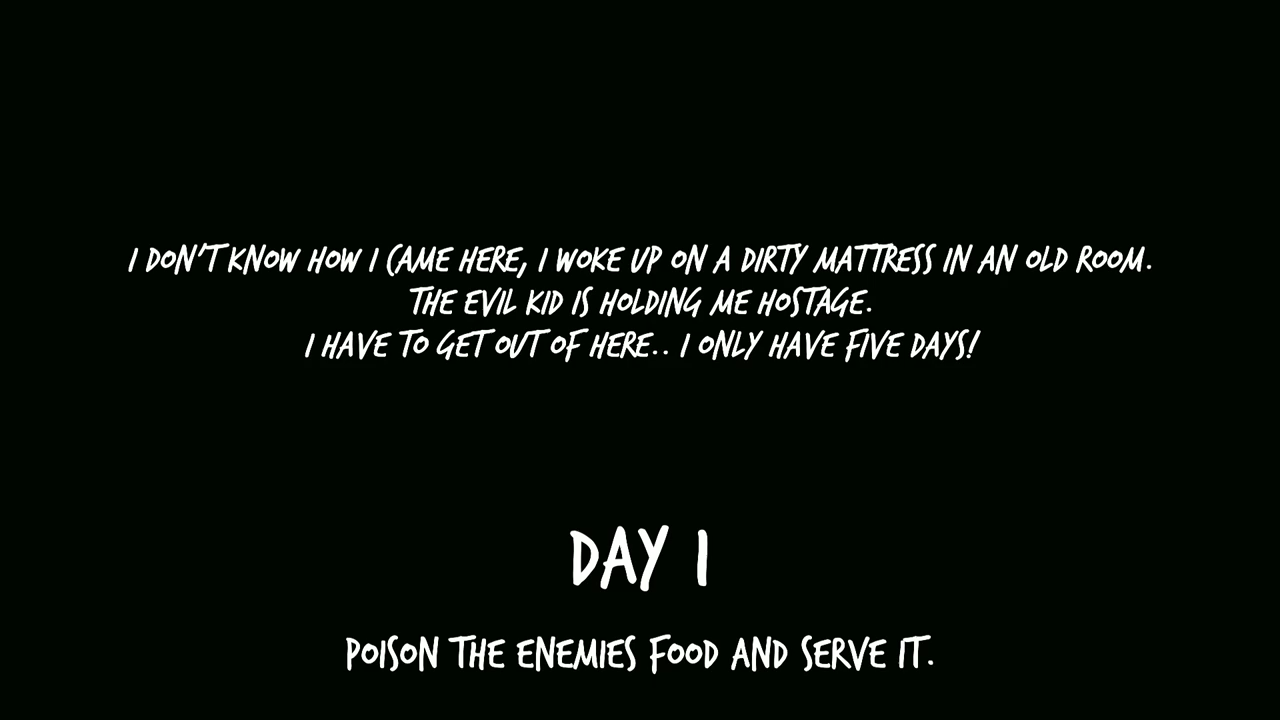 I DON'T KNOW HOW I CAME HERE, I WOKE UP ON A DIRTY MATTRESS IN AN OLD ROOM.
THE EVIL KID IS HOLDING ME HOSTAGE.
I HAVE TO GET OUT OF HERE.. I ONLY HAVE FIVE DAYS!
DAY 1
POISON THE ENEMIES FOOD AND SERVE IT.